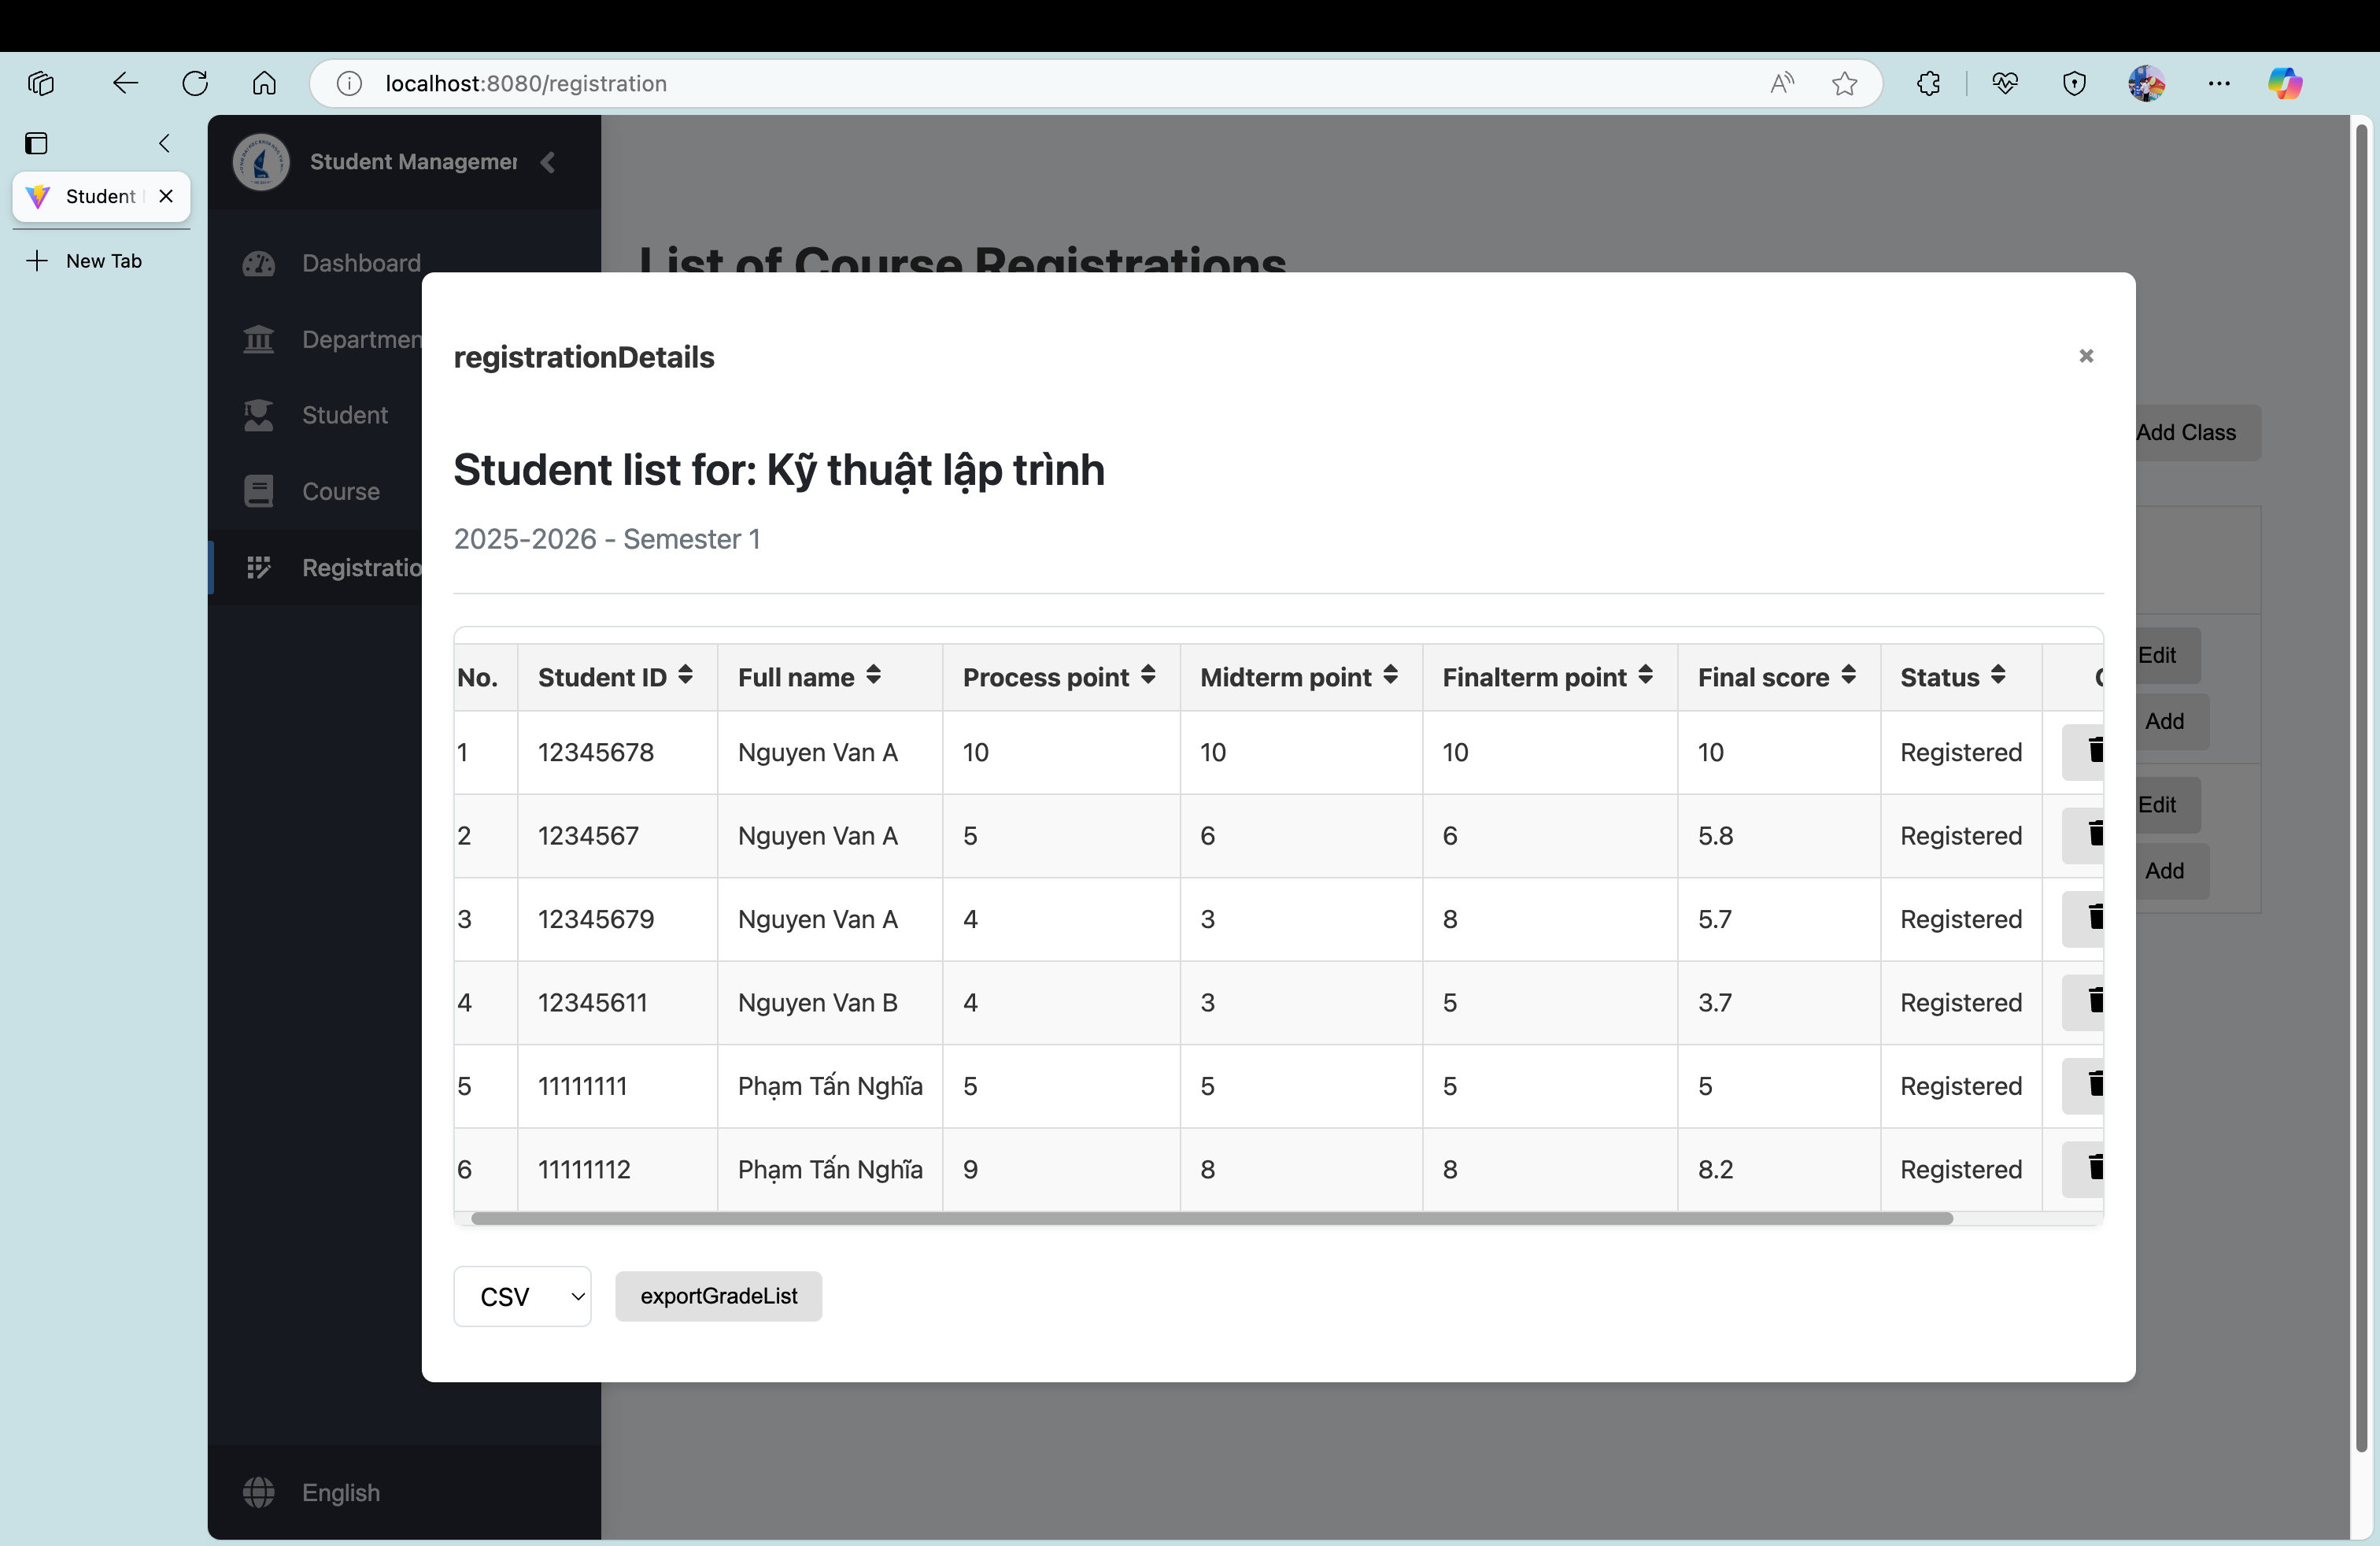 localhost:8080/registration
Student
New Tab
Student Managemen
Dashboard
Departmen
Student
Course
Registratio
English
List of Course Registrations
Add Class
Edit
Add
Edit
Add
registrationDetails
Student list for: Kỹ thuật lập trình
2025-2026 - Semester 1
No. Student ID Full name Process point Midterm point Finalterm point Final score Status
1 12345678 Nguyen Van A 10 10 10 10 Registered
2 1234567 Nguyen Van A 5 6 6 5.8 Registered
3 12345679 Nguyen Van A 4 3 8 5.7 Registered
4 12345611 Nguyen Van B 4 3 5 3.7 Registered
5 11111111 Phạm Tấn Nghĩa 5 5 5 5 Registered
6 11111112 Phạm Tấn Nghĩa 9 8 8 8.2 Registered
CSV
exportGradeList